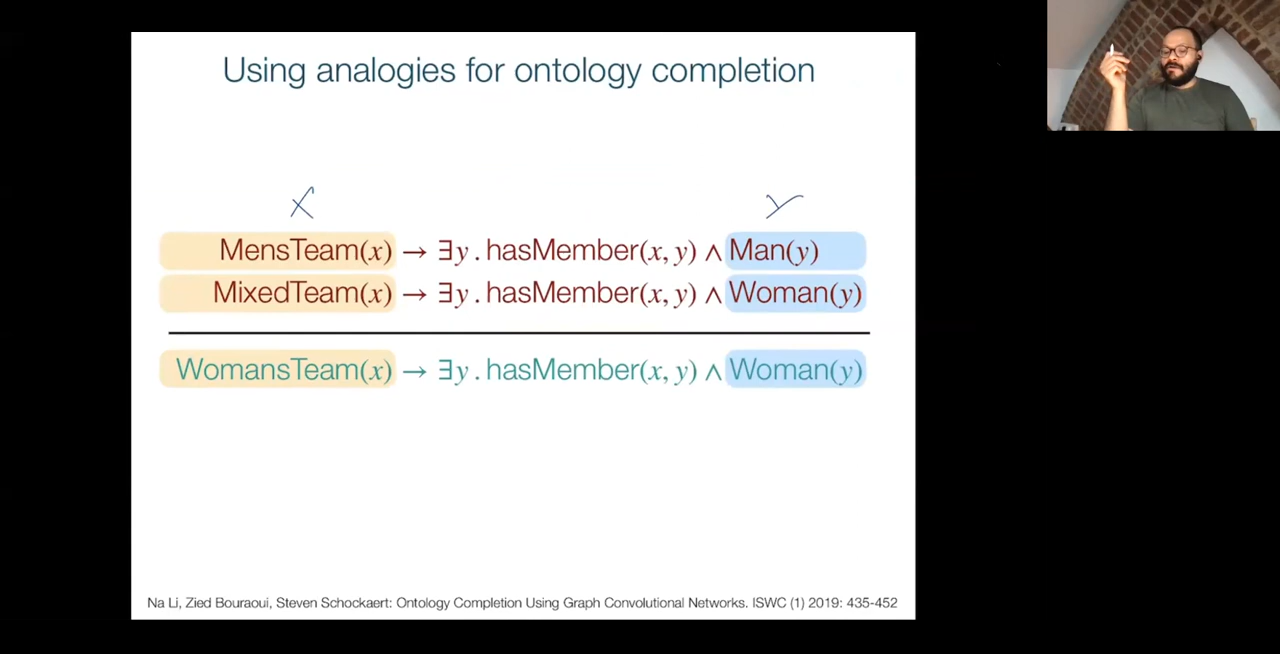 Using analogies for ontology completion
X Y
MensTeam(x) → ∃y . hasMember(x, y) ∧ Man(y)
MixedTeam(x) → ∃y . hasMember(x, y) ∧ Woman(y)
WomansTeam(x) → ∃y . hasMember(x, y) ∧ Woman(y)
Na Li, Zied Bouraoui, Steven Schockaert: Ontology Completion Using Graph Convolutional Networks. ISWC (1) 2019: 435-452